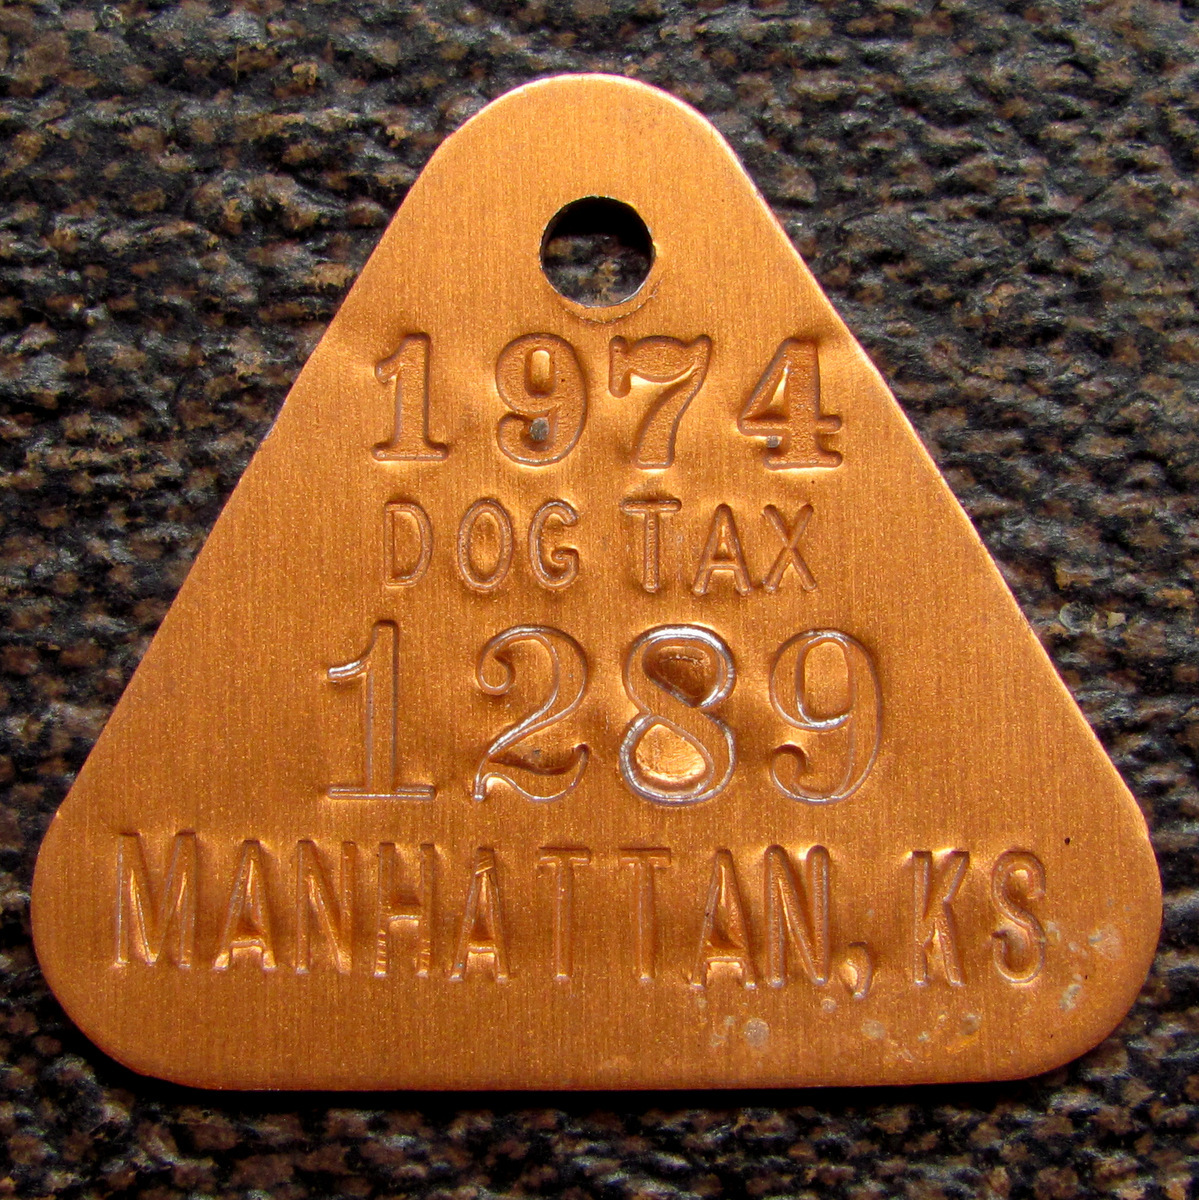 1974
DOG TAX
1289
MANHATTAN, KS